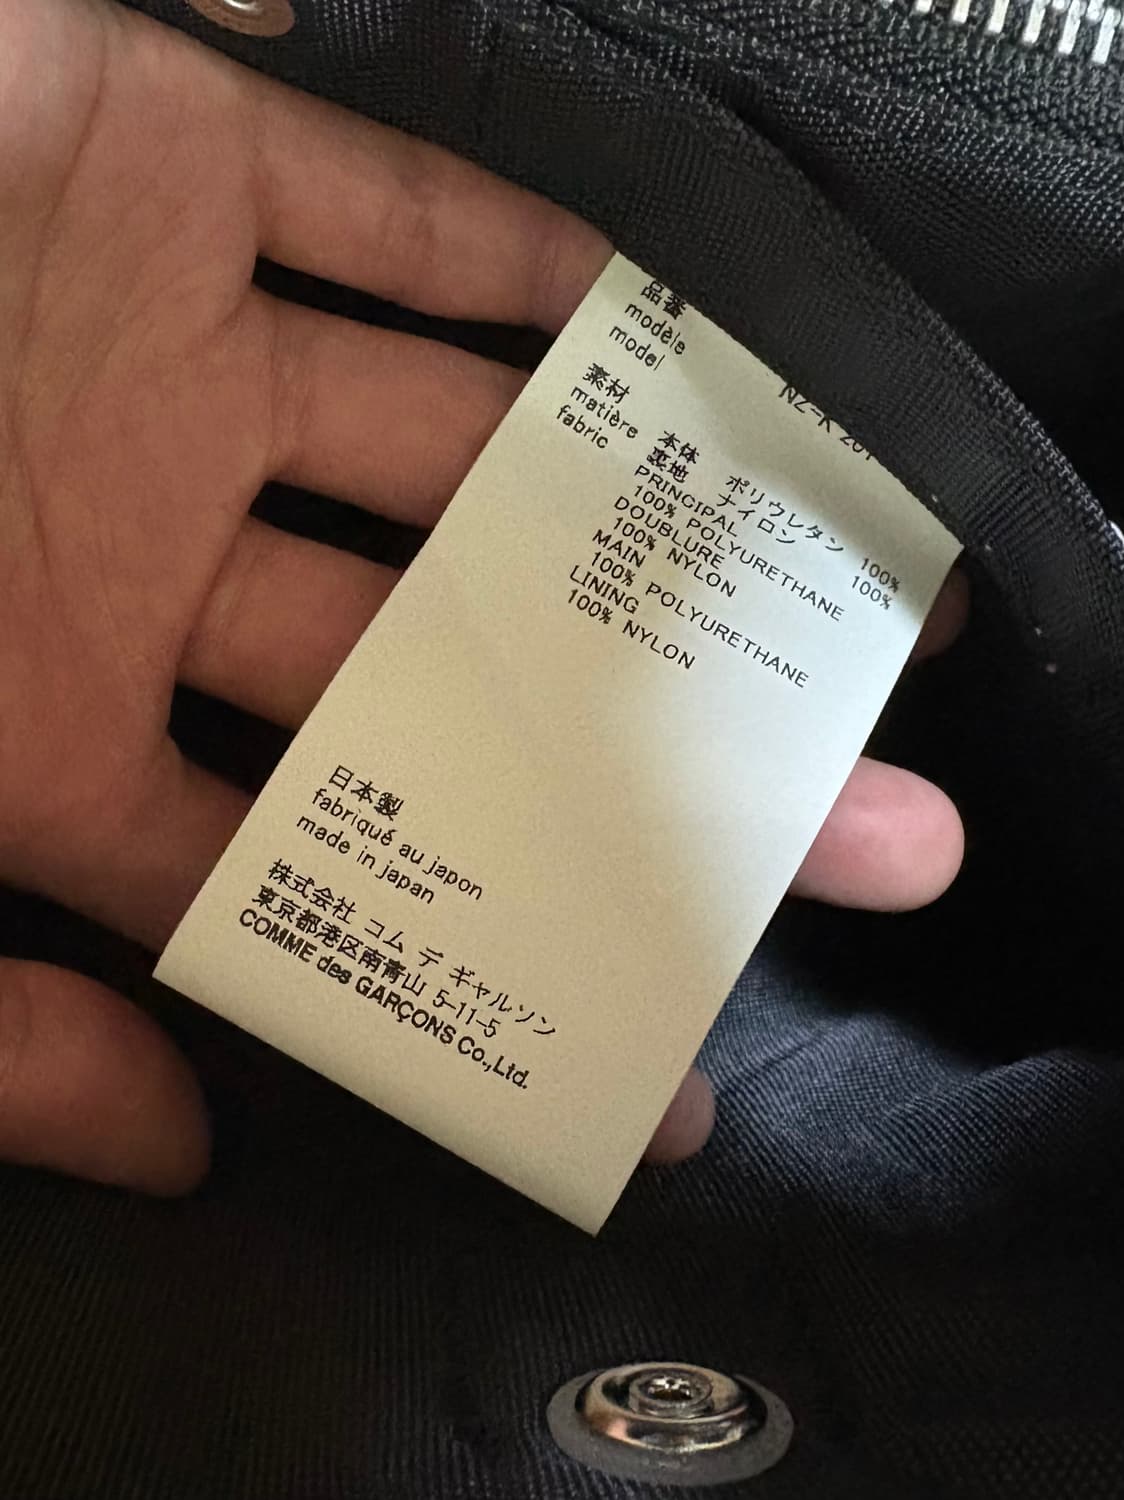 品番
modèle
model
素材
matière
fabric
本体 ポリウレタン 100%
裏地 ナイロン 100%
PRINCIPAL
100% POLYURETHANE
DOUBLURE
100% NYLON
MAIN
100% POLYURETHANE
LINING
100% NYLON
日本製
fabriqué au japon
made in japan
株式会社 コム デ ギャルソン
東京都港区南青山 5-11-5
COMME des GARÇONS Co.,Ltd.